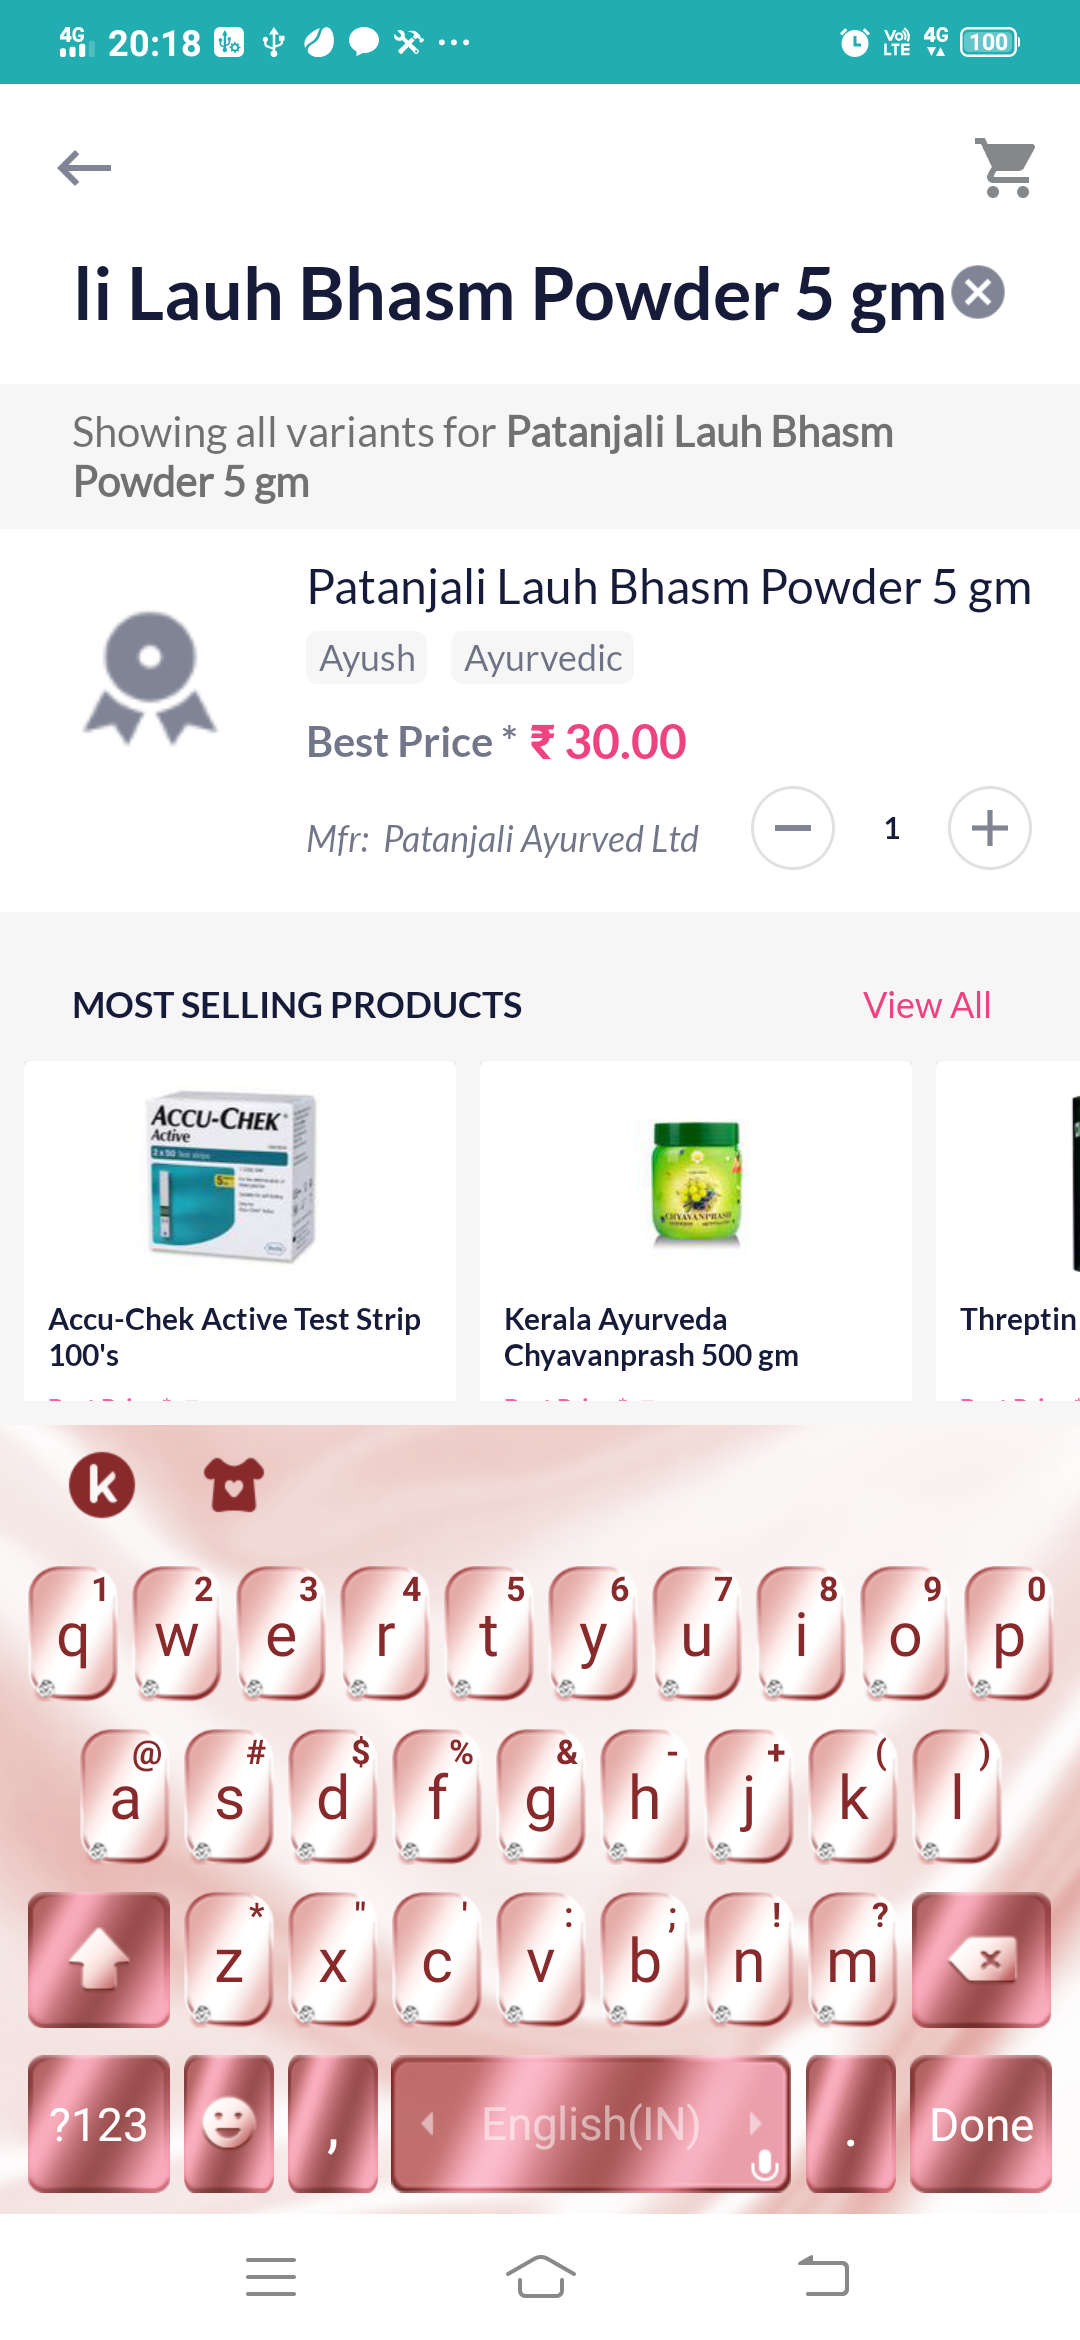 4G 20:18 VoLTE 4G 100
li Lauh Bhasm Powder 5 gm
Showing all variants for Patanjali Lauh Bhasm
Powder 5 gm
Patanjali Lauh Bhasm Powder 5 gm
Ayush Ayurvedic
Best Price * ₹ 30.00
Mfr: Patanjali Ayurved Ltd
1
MOST SELLING PRODUCTS View All
ACCU-CHEK
Active
CHYAVANPRASH
Accu-Chek Active Test Strip
100's
Kerala Ayurveda
Chyavanprash 500 gm
Threptin
k
1 2 3 4 5 6 7 8 9 0
q w e r t y u i o p
@ # $ % & - + ( )
a s d f g h j k l
* " ' : ; ! ?
z x c v b n m
?123 , English(IN) . Done